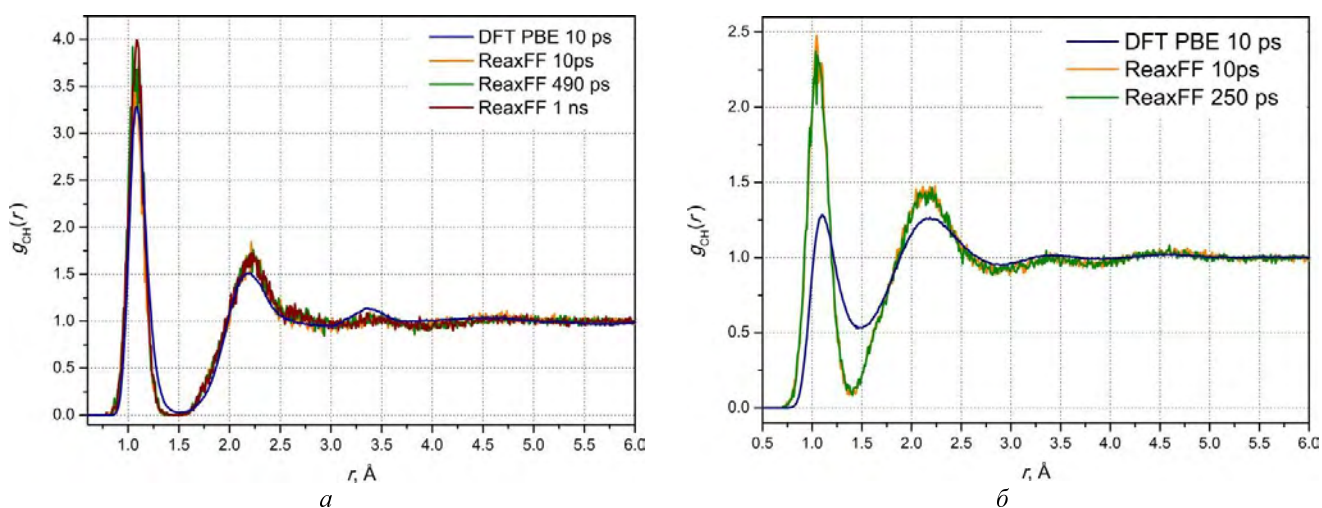 4.0
3.5
3.0
2.5
2.0
1.5
1.0
0.5
0.0
g_CH(r)
DFT PBE 10 ps
ReaxFF 10ps
ReaxFF 490 ps
ReaxFF 1 ns
1.0 1.5 2.0 2.5 3.0 3.5 4.0 4.5 5.0 5.5 6.0
r, Å
а
2.5
2.0
1.5
1.0
0.5
0.0
g_CH(r)
DFT PBE 10 ps
ReaxFF 10ps
ReaxFF 250 ps
0.5 1.0 1.5 2.0 2.5 3.0 3.5 4.0 4.5 5.0 5.5 6.0
r, Å
б